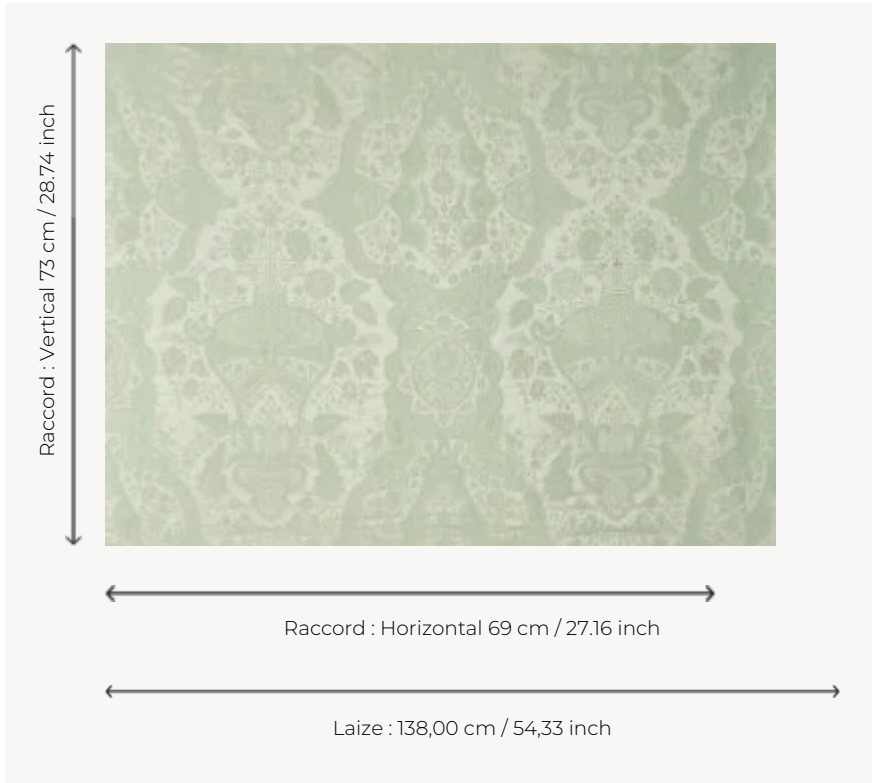 Raccord : Vertical 73 cm / 28.74 inch
Raccord : Horizontal 69 cm / 27.16 inch
Laize : 138,00 cm / 54,33 inch